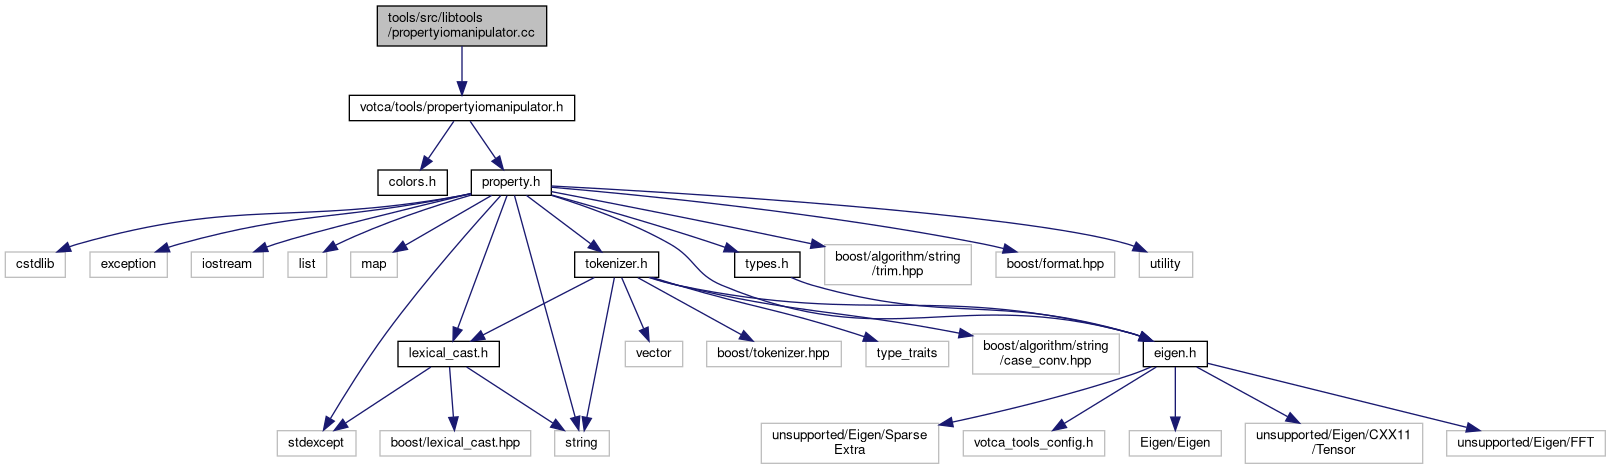 tools/src/libtools
/propertyiomanipulator.cc
votca/tools/propertyiomanipulator.h
colors.h
property.h
cstdlib
exception
iostream
list
map
tokenizer.h
types.h
boost/algorithm/string
/trim.hpp
boost/format.hpp
utility
lexical_cast.h
vector
boost/tokenizer.hpp
type_traits
boost/algorithm/string
/case_conv.hpp
eigen.h
stdexcept
boost/lexical_cast.hpp
string
unsupported/Eigen/Sparse
Extra
votca_tools_config.h
Eigen/Eigen
unsupported/Eigen/CXX11
/Tensor
unsupported/Eigen/FFT